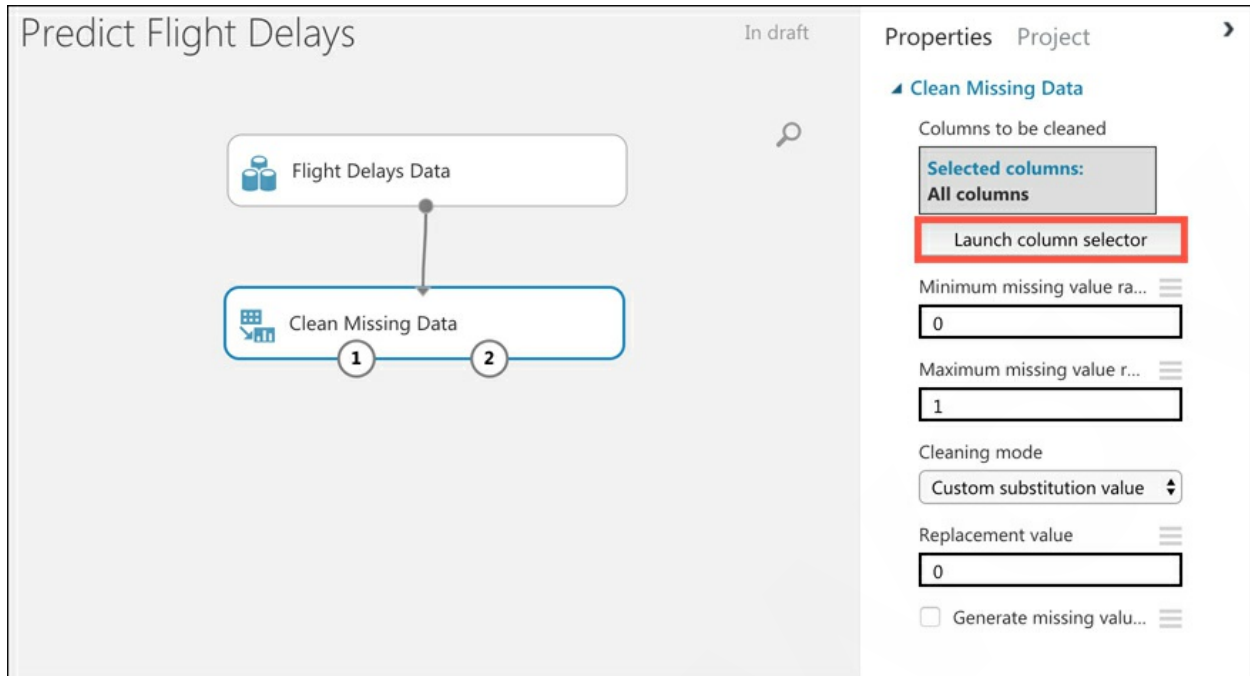 Predict Flight Delays
In draft
Flight Delays Data
Clean Missing Data
1
2
Properties Project
Clean Missing Data
Columns to be cleaned
Selected columns:
All columns
Launch column selector
Minimum missing value ra...
0
Maximum missing value r...
1
Cleaning mode
Custom substitution value
Replacement value
0
Generate missing valu...